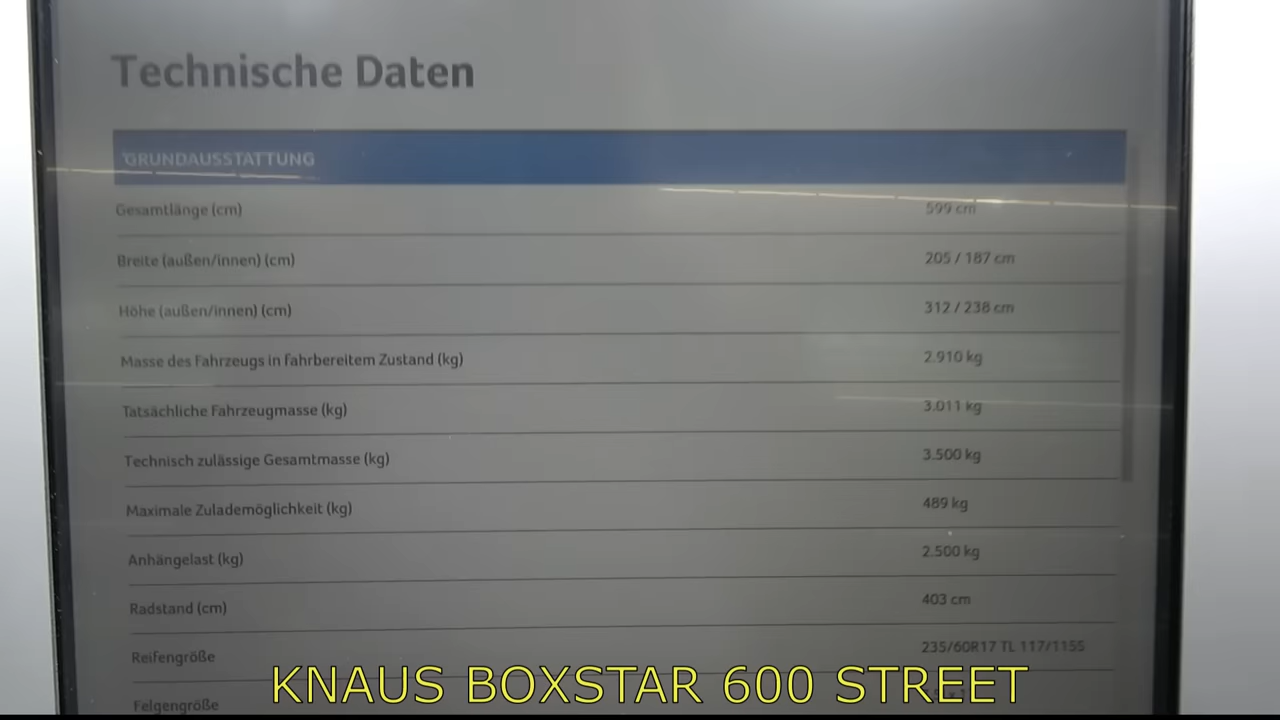 Technische Daten
GRUNDAUSSTATTUNG
Gesamtlänge (cm) 599 cm
Breite (außen/innen) (cm) 205 / 187 cm
Höhe (außen/innen) (cm) 312 / 238 cm
Masse des Fahrzeugs in fahrbereitem Zustand (kg) 2.910 kg
Tatsächliche Fahrzeugmasse (kg) 3.011 kg
Technisch zulässige Gesamtmasse (kg) 3.500 kg
Maximale Zulademöglichkeit (kg) 489 kg
Anhängelast (kg) 2.500 kg
Radstand (cm) 403 cm
Reifengröße 235/60R17 TL 117/115S
Felgengröße
KNAUS BOXSTAR 600 STREET